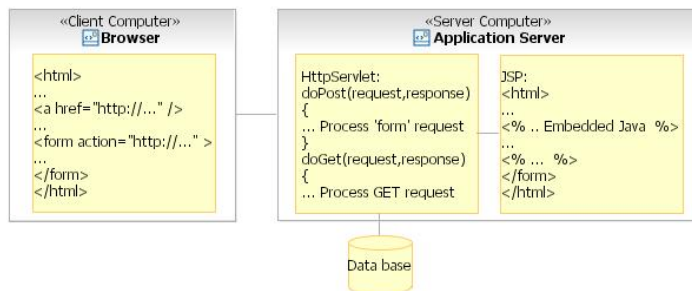 «Client Computer»
Browser
<html>
...
<a href="http://..." />
...
<form action="http://..." >
...
</form>
</html>
«Server Computer»
Application Server
HttpServlet:
doPost(request,response)
{
... Process 'form' request
}
doGet(request,response)
{
... Process GET request
JSP:
<html>
...
<% .. Embedded Java %>
...
<% ... %>
</form>
</html>
Data base